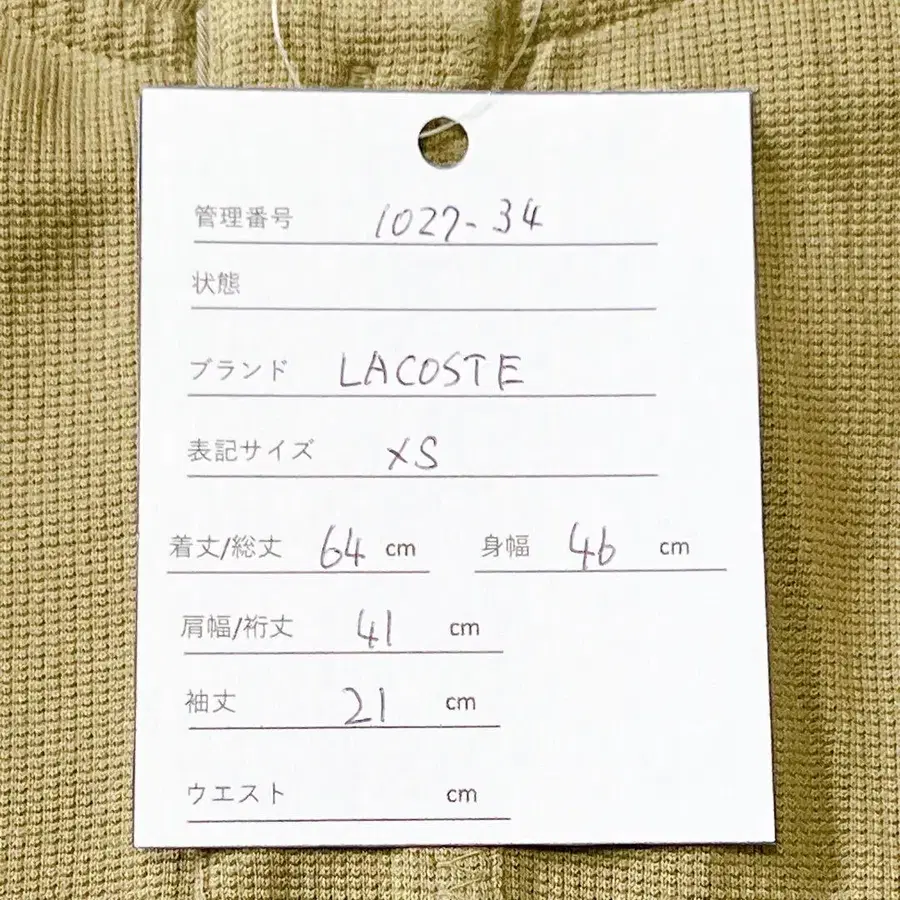 管理番号 1027-34
状態
ブランド LACOSTE
表記サイズ XS
着丈/総丈 64 cm 身幅 46 cm
肩幅/裄丈 41 cm
袖丈 21 cm
ウエスト cm